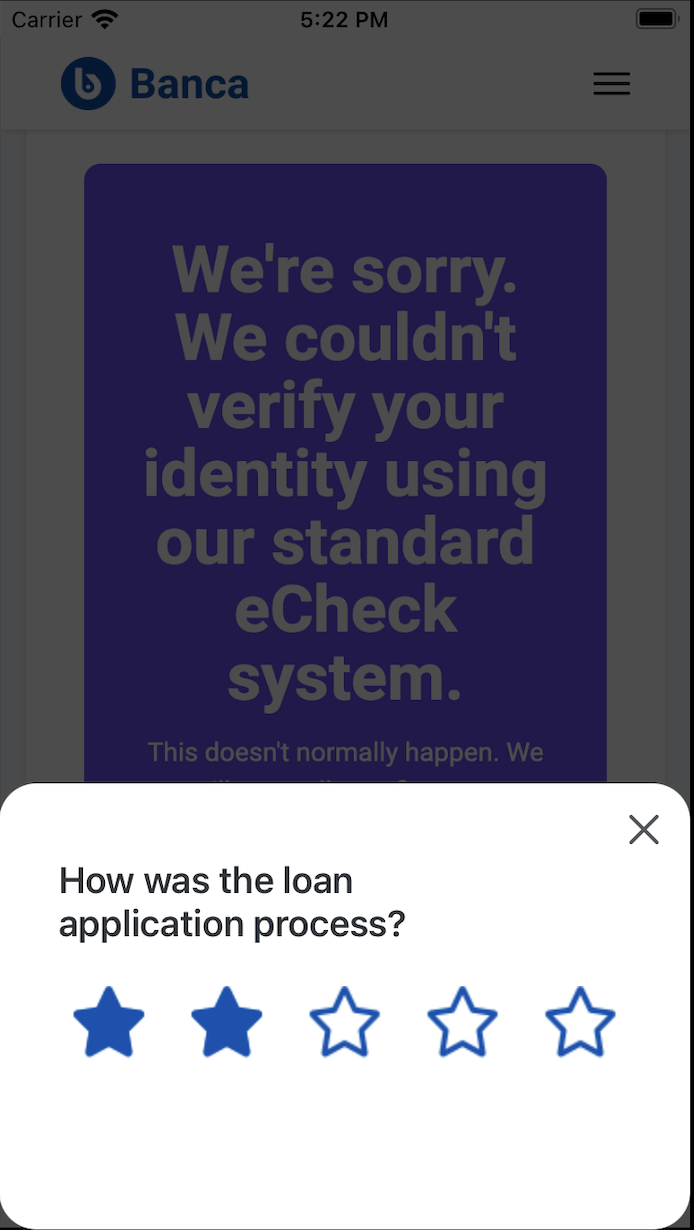 Carrier 5:22 PM
Banca
We're sorry.
We couldn't
verify your
identity using
our standard
eCheck
system.
This doesn't normally happen. We
How was the loan
application process?